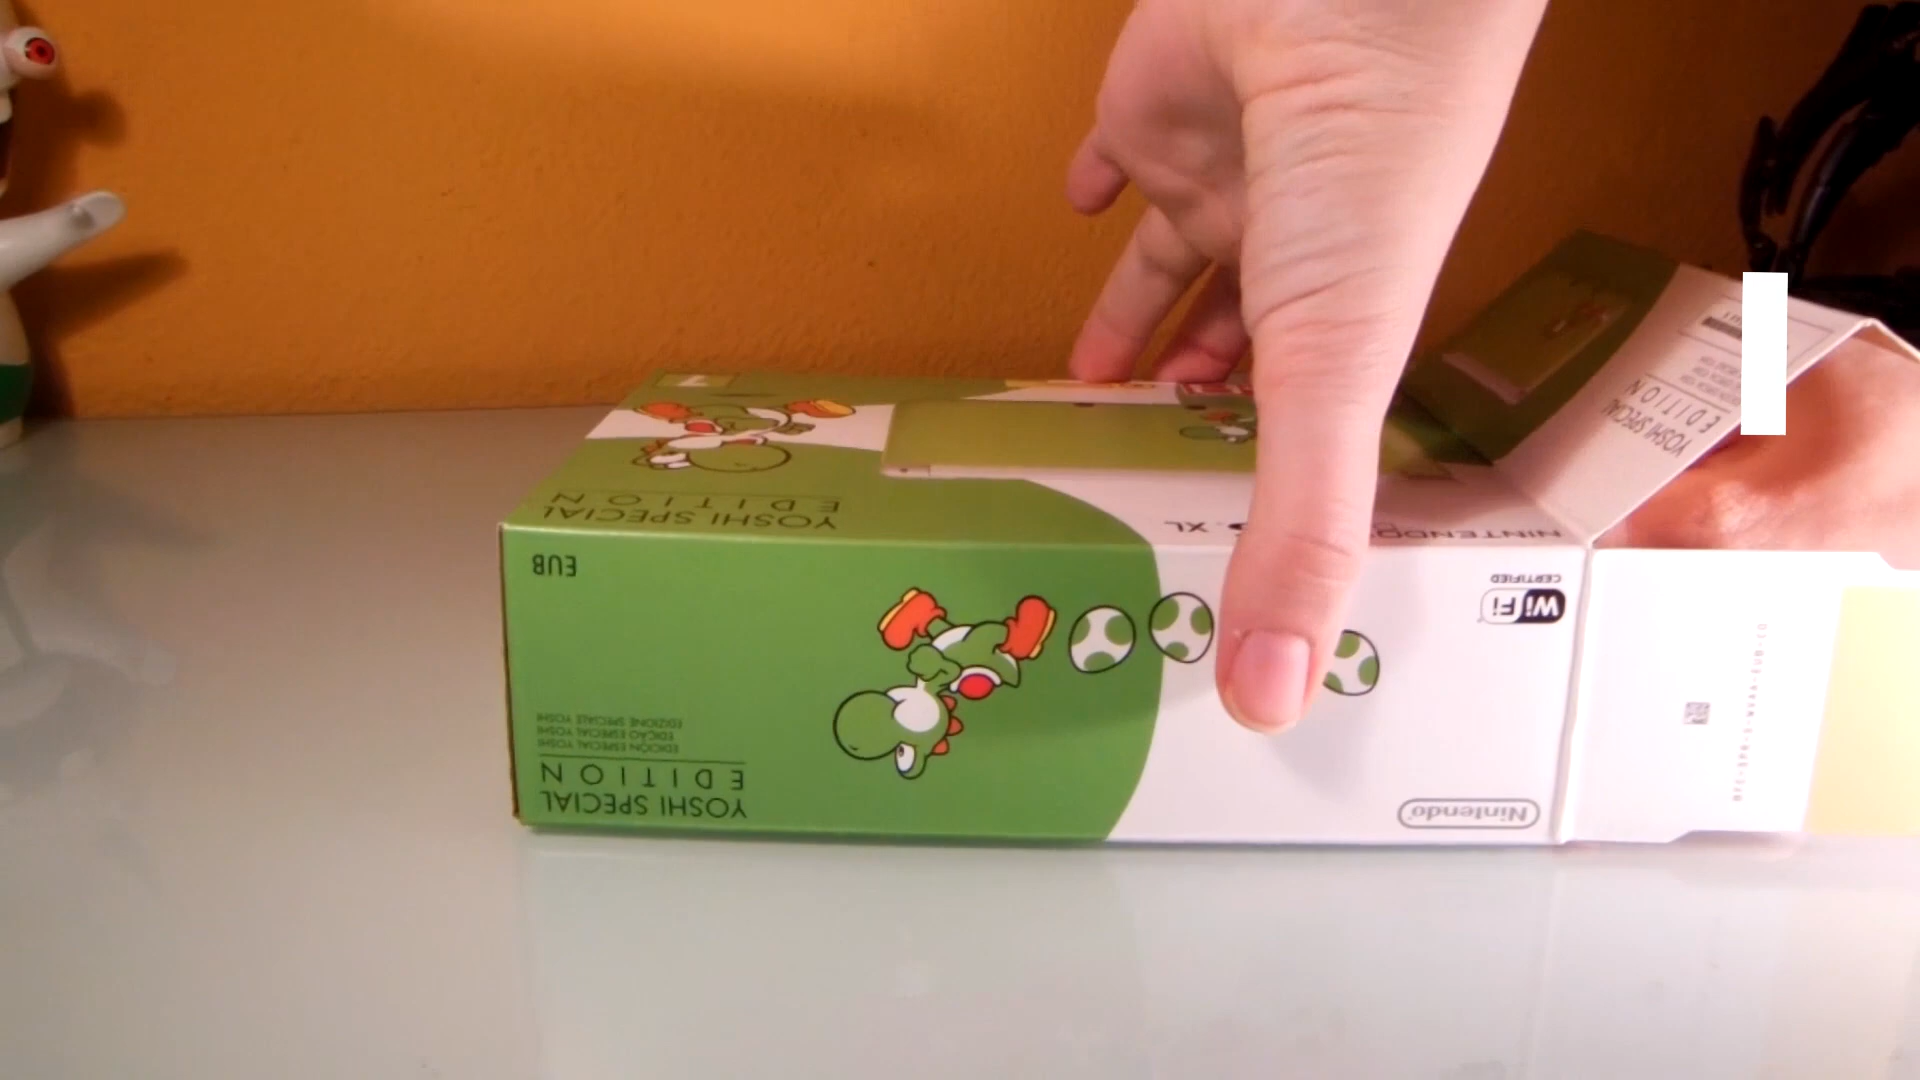 YOSHI SPECIAL
EDITION
NINTENDO
XL
EUB
Wi Fi
CERTIFIED
YOSHI SPECIAL
EDITION
EDICIÓN ESPECIAL YOSHI
EDIÇÃO ESPECIAL YOSHI
EDIZIONE SPECIALE YOSHI
Nintendo
YOSHI SPECIAL
EDITION